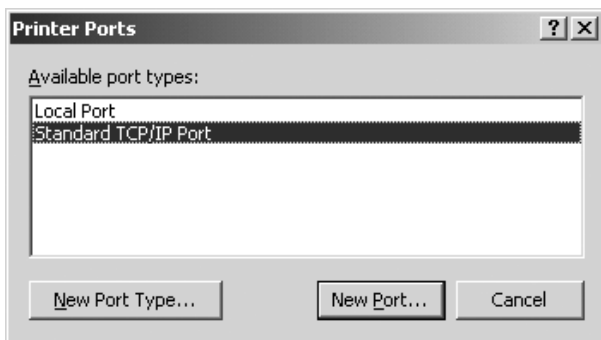 Printer Ports
Available port types:
Local Port
Standard TCP/IP Port
New Port Type... New Port... Cancel